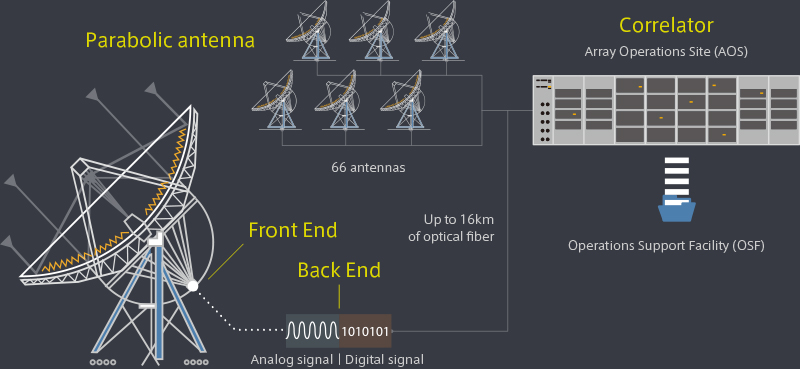 Parabolic antenna
Correlator
Array Operations Site (AOS)
66 antennas
Up to 16km
of optical fiber
Operations Support Facility (OSF)
Front End
Back End
1010101
Analog signal | Digital signal